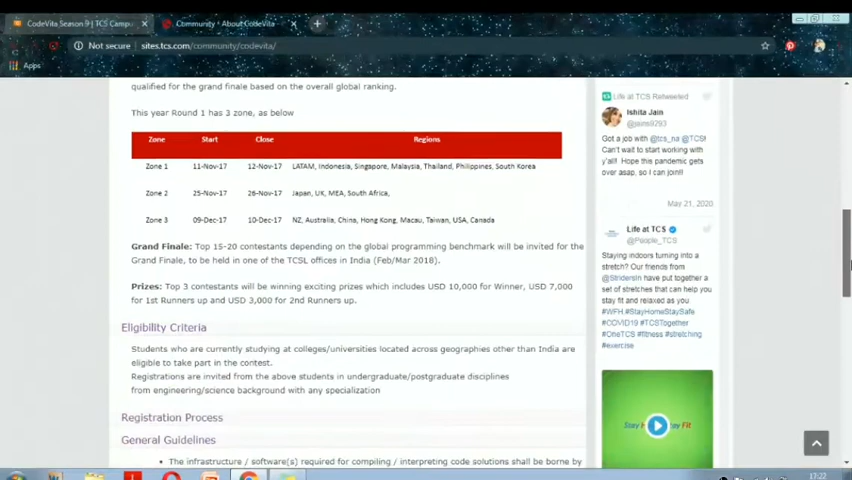 CodeVita Season 9 | TCS Camp
Community - About CodeVita
Not secure
sites.tcs.com/community/codevita/
Apps
qualified for the grand finale based on the overall global ranking.
This year Round 1 has 3 zone, as below
Zone Start Close Regions
Zone 1 11-Nov-17 12-Nov-17 LATAM, Indonesia, Singapore, Malaysia, Thailand, Philippines, South Korea
Zone 2 25-Nov-17 26-Nov-17 Japan, UK, MEA, South Africa,
Zone 3 09-Dec-17 10-Dec-17 NZ, Australia, China, Hong Kong, Macau, Taiwan, USA, Canada
Grand Finale: Top 15-20 contestants depending on the global programming benchmark will be invited for the
Grand Finale, to be held in one of the TCSL offices in India (Feb/Mar 2018).
Prizes: Top 3 contestants will be winning exciting prizes which includes USD 10,000 for Winner, USD 7,000
for 1st Runners up and USD 3,000 for 2nd Runners up.
Eligibility Criteria
Students who are currently studying at colleges/universities located across geographies other than India are
eligible to take part in the contest.
Registrations are invited from the above students in undergraduate/postgraduate disciplines
from engineering/science background with any specialization
Registration Process
General Guidelines
• The infrastructure / software(s) required for compiling / interpreting code solutions shall be borne by
Life at TCS Retweeted
Ishita Jain
@jainsi293
Got a job with @tcs_na @TCS!
Can't wait to start working with
y'all! Hope this pandemic gets
over asap, so I can join!!
May 21, 2020
Life at TCS
@People_TCS
Staying indoors turning into a
stretch? Our friends from
@StridersIn have put together a
set of stretches that can help you
stay fit and relaxed as you
#WFH.#StayHomeStaySafe
#COVID19 #TCSTogether
#OneTCS #fitness #stretching
#exercise
Stay Fit
17:22